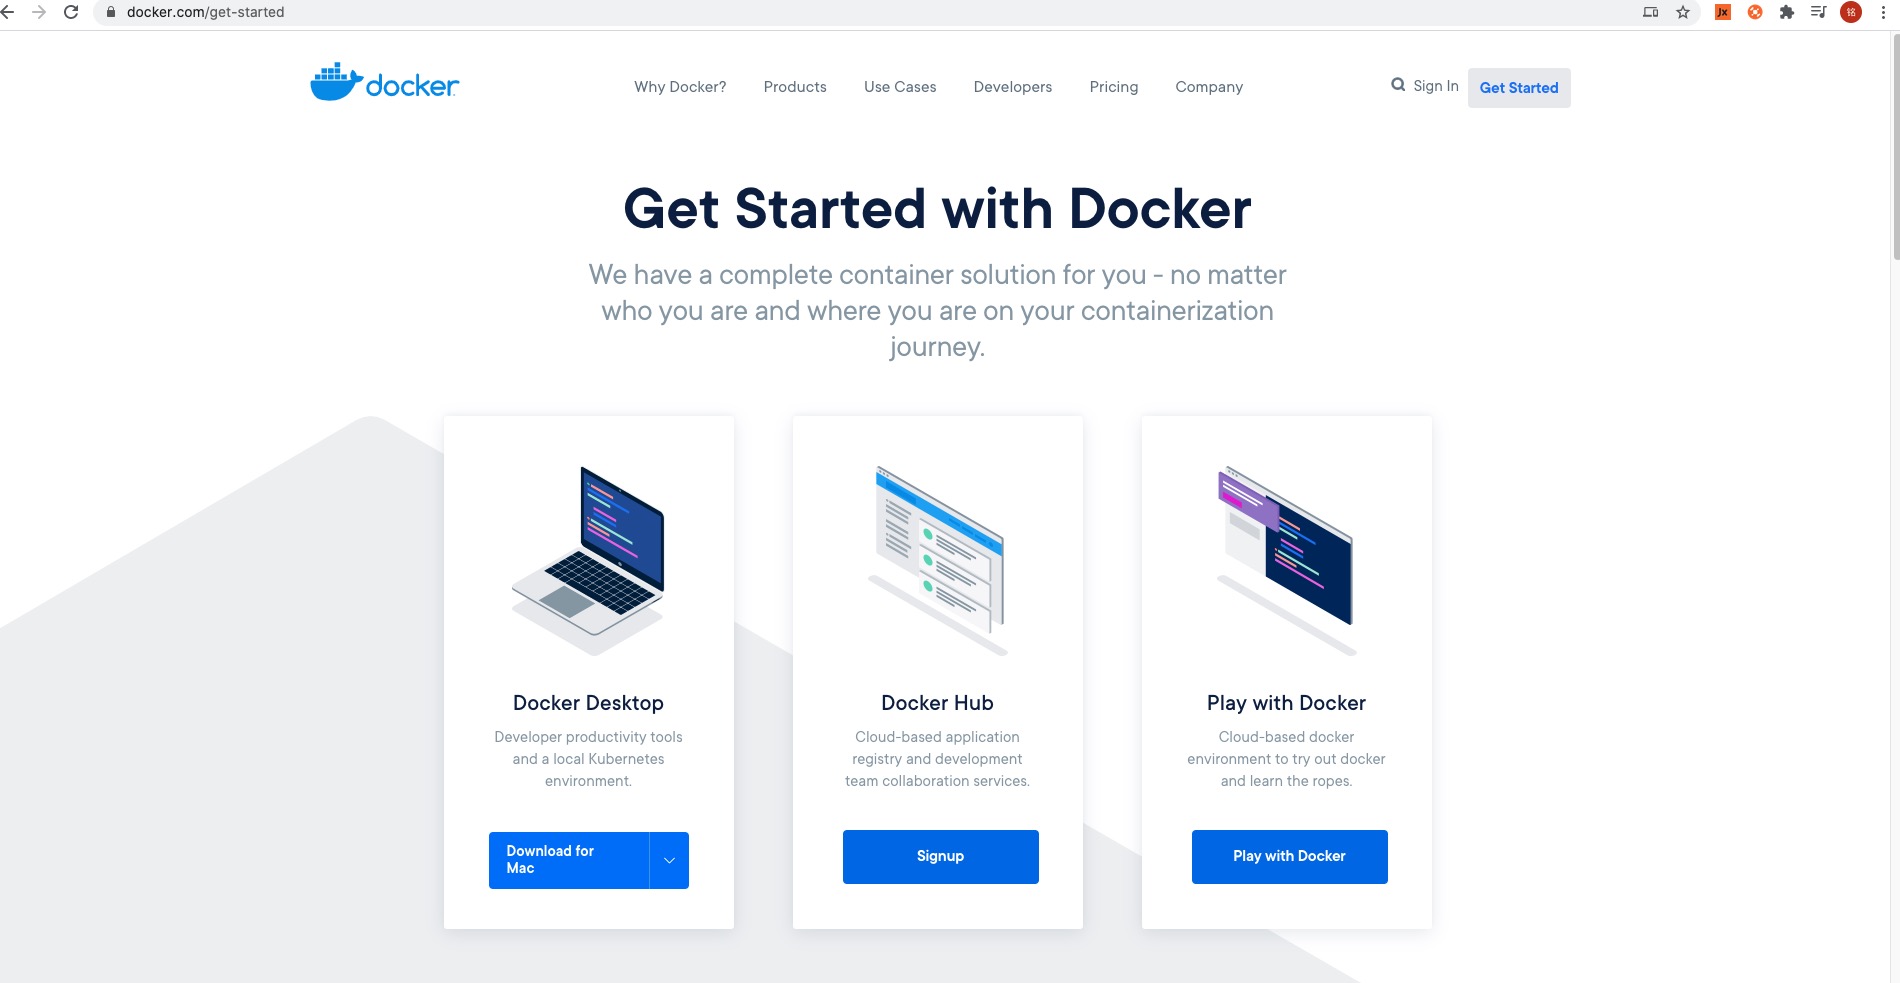 docker.com/get-started
docker
Why Docker? Products Use Cases Developers Pricing Company Sign In Get Started
Get Started with Docker
We have a complete container solution for you - no matter
who you are and where you are on your containerization
journey.
Docker Desktop
Developer productivity tools
and a local Kubernetes
environment.
Download for
Mac
Docker Hub
Cloud-based application
registry and development
team collaboration services.
Signup
Play with Docker
Cloud-based docker
environment to try out docker
and learn the ropes.
Play with Docker